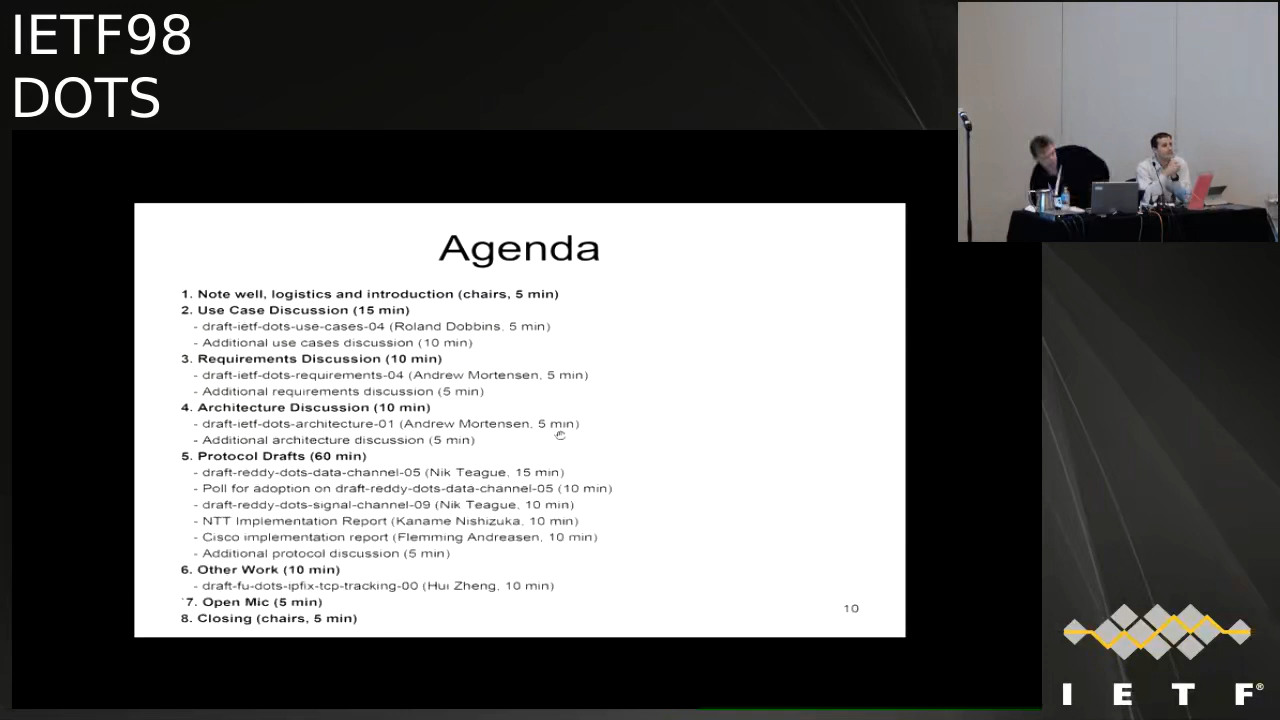 IETF98
DOTS
Agenda
1. Note well, logistics and introduction (chairs, 5 min)
2. Use Case Discussion (15 min)
- draft-ietf-dots-use-cases-04 (Roland Dobbins, 5 min)
- Additional use cases discussion (10 min)
3. Requirements Discussion (10 min)
- draft-ietf-dots-requirements-04 (Andrew Mortensen, 5 min)
- Additional requirements discussion (5 min)
4. Architecture Discussion (10 min)
- draft-ietf-dots-architecture-01 (Andrew Mortensen, 5 min)
- Additional architecture discussion (5 min)
5. Protocol Drafts (60 min)
- draft-reddy-dots-data-channel-05 (Nik Teague, 15 min)
- Poll for adoption on draft-reddy-dots-data-channel-05 (10 min)
- draft-reddy-dots-signal-channel-09 (Nik Teague, 10 min)
- NTT Implementation Report (Kaname Nishizuka, 10 min)
- Cisco implementation report (Flemming Andreasen, 10 min)
- Additional protocol discussion (5 min)
6. Other Work (10 min)
- draft-fu-dots-ipfix-tcp-tracking-00 (Hui Zheng, 10 min)
7. Open Mic (5 min)
8. Closing (chairs, 5 min)
10
I E T F®